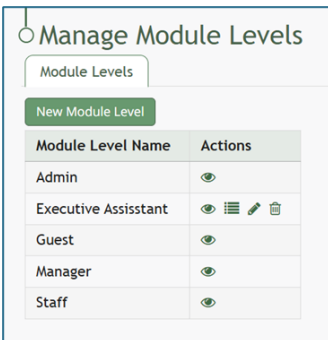 Manage Module Levels
Module Levels
New Module Level
Module Level Name Actions
Admin
Executive Assisstant
Guest
Manager
Staff